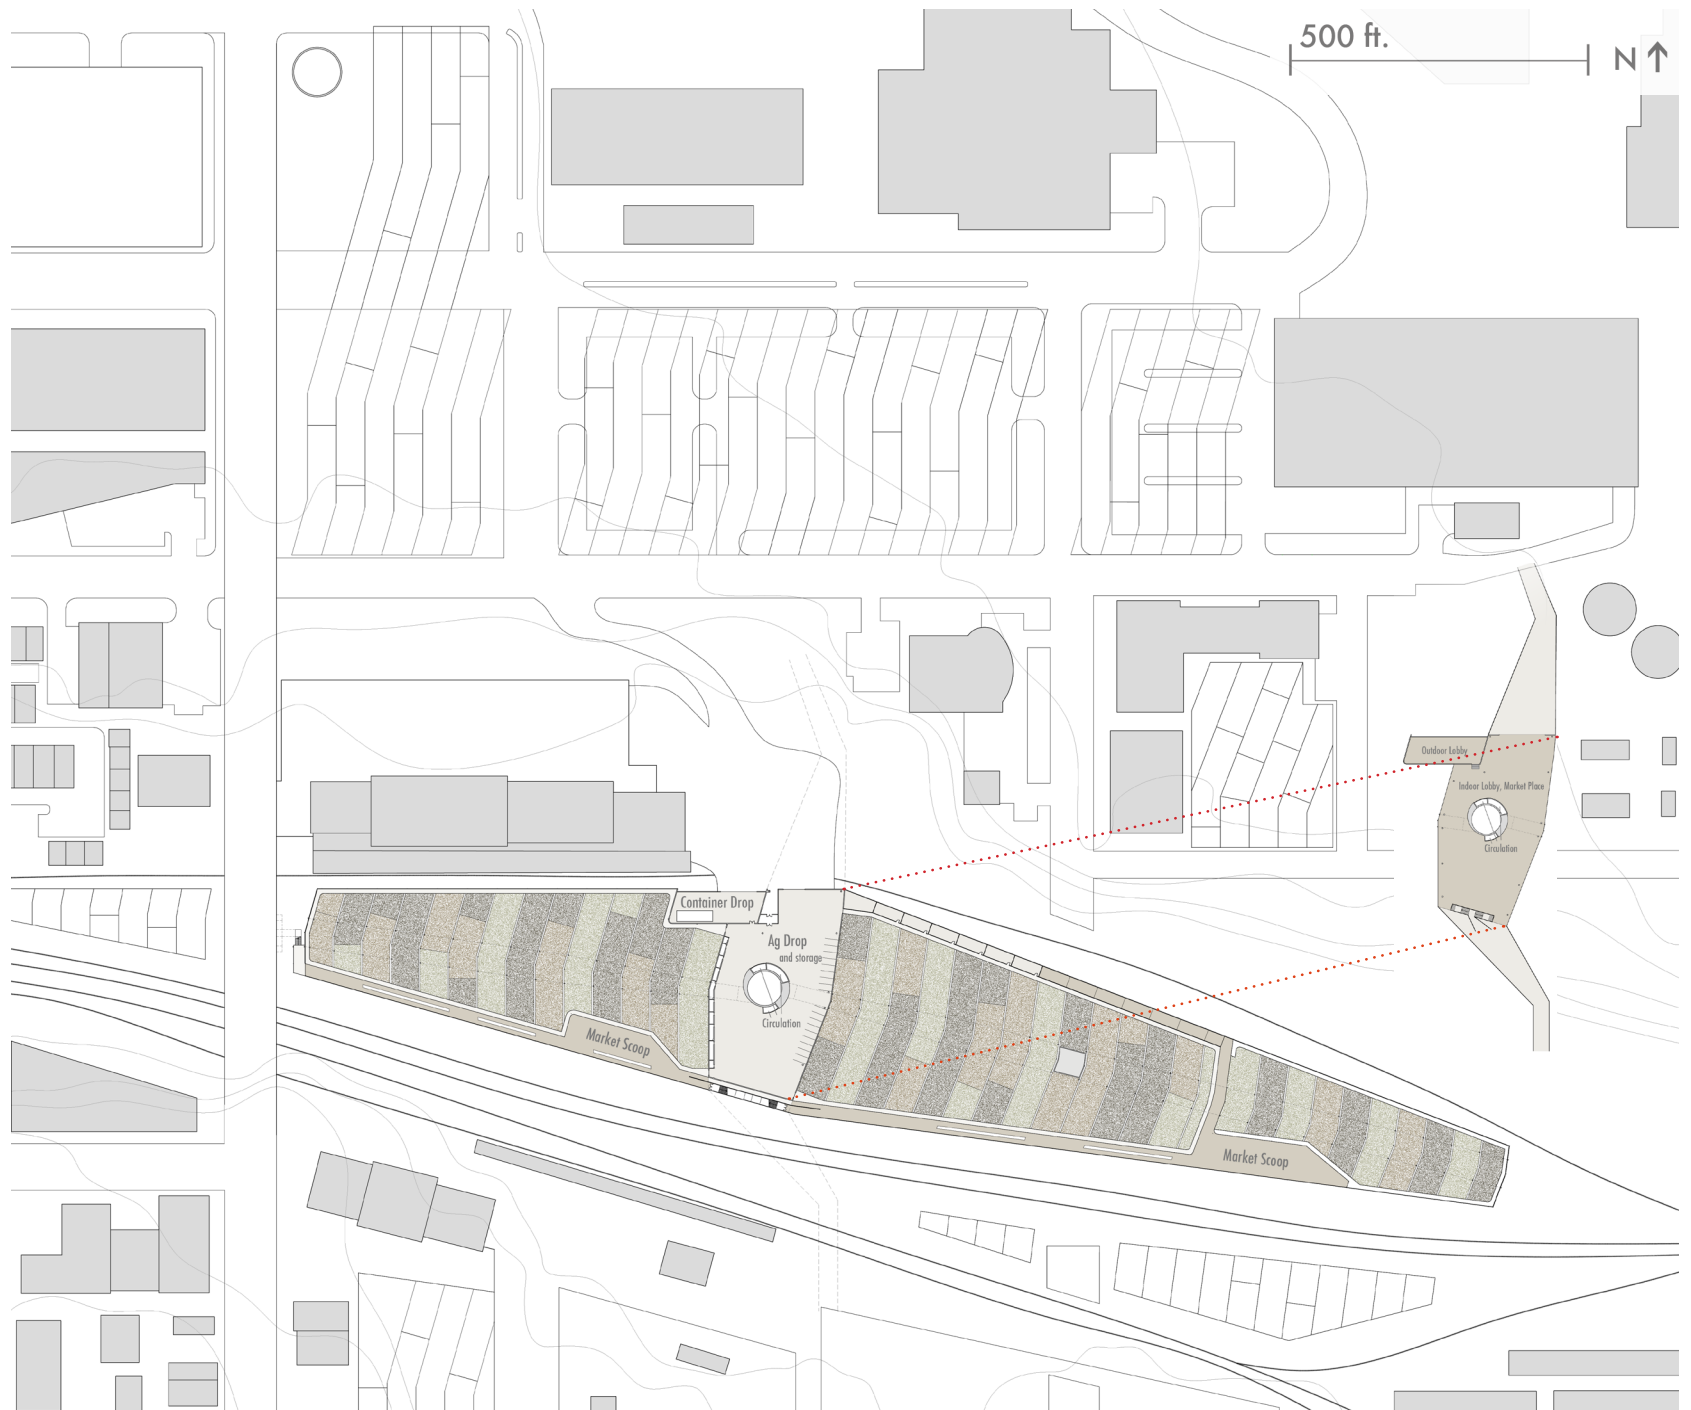 500 ft.
N
Outdoor Lobby
Indoor Lobby, Market Place
Circulation
Container Drop
Ag Drop
and storage
Circulation
Market Scoop
Market Scoop